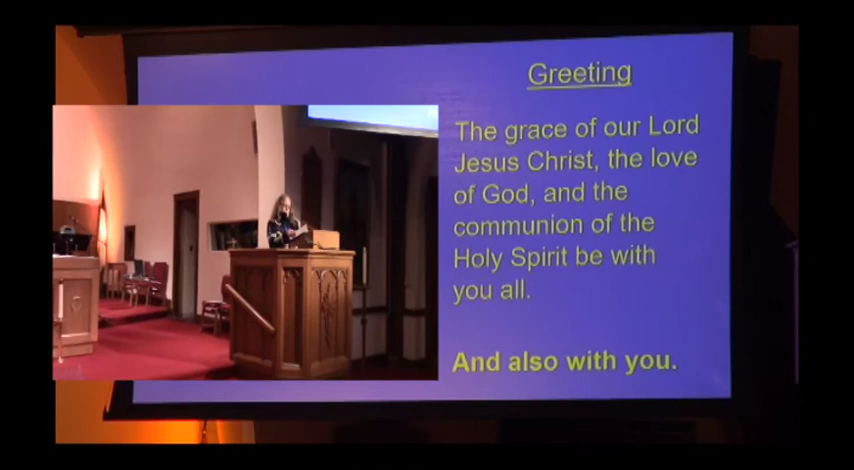 Greeting
The grace of our Lord
Jesus Christ, the love
of God, and the
communion of the
Holy Spirit be with
you all.
And also with you.